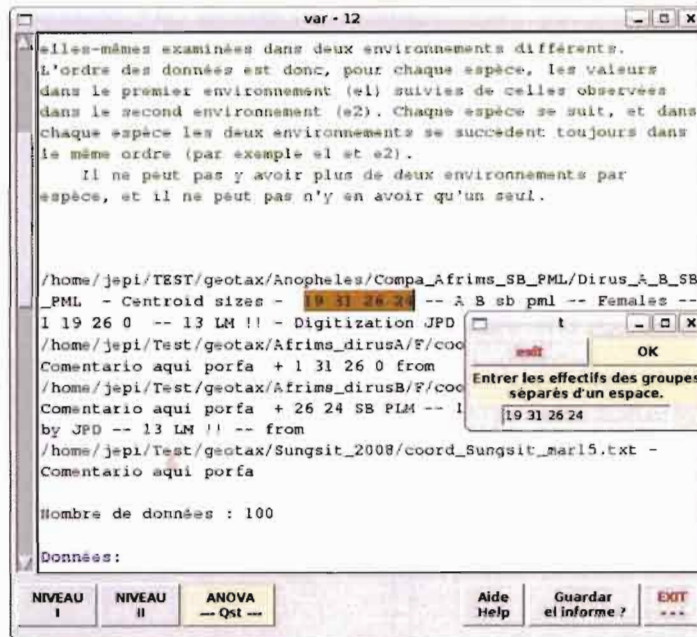 var - 12
elles-mêmes examinées dans deux environnements différents.
L'ordre des données est donc, pour chaque espèce, les valeurs
dans le premier environnement (e1) suivies de celles observées
dans le second environnement (e2). Chaque espèce se suit, et dans
chaque espèce les deux environnements se succèdent toujours dans
le même ordre (par exemple e1 et e2).
Il ne peut pas y avoir plus de deux environnements par
espèce, et il ne peut pas n'y en avoir qu'un seul.
/home/jepi/TEST/geotax/Anopheles/Compa_Afrims_SB_PML/Dirus_A_B_SB
_PML - Centroid sizes - 19 31 26 24 -- A B sb pml -- Females --
1 19 26 0 -- 13 LM !! - Digitization JPD
/home/jepi/Test/geotax/Afrims_dirusA/F/coo
Comentario aqui porfa + 1 31 26 0 from
/home/jepi/Test/geotax/Afrims_dirusB/F/coo
Comentario aqui porfa + 26 24 SB PLM -- 1
by JPD -- 13 LM !! -- from
/home/jepi/Test/geotax/Sungsit_2008/coord_Sungsit_mar15.txt -
Comentario aqui porfa
t
exit
OK
Entrer les effectifs des groupes
séparés d'un espace.
19 31 26 24
Nombre de données : 100
Données:
NIVEAU I
NIVEAU II
ANOVA --- Qst ---
Aide Help
Guardar el informe ?
EXIT - - -